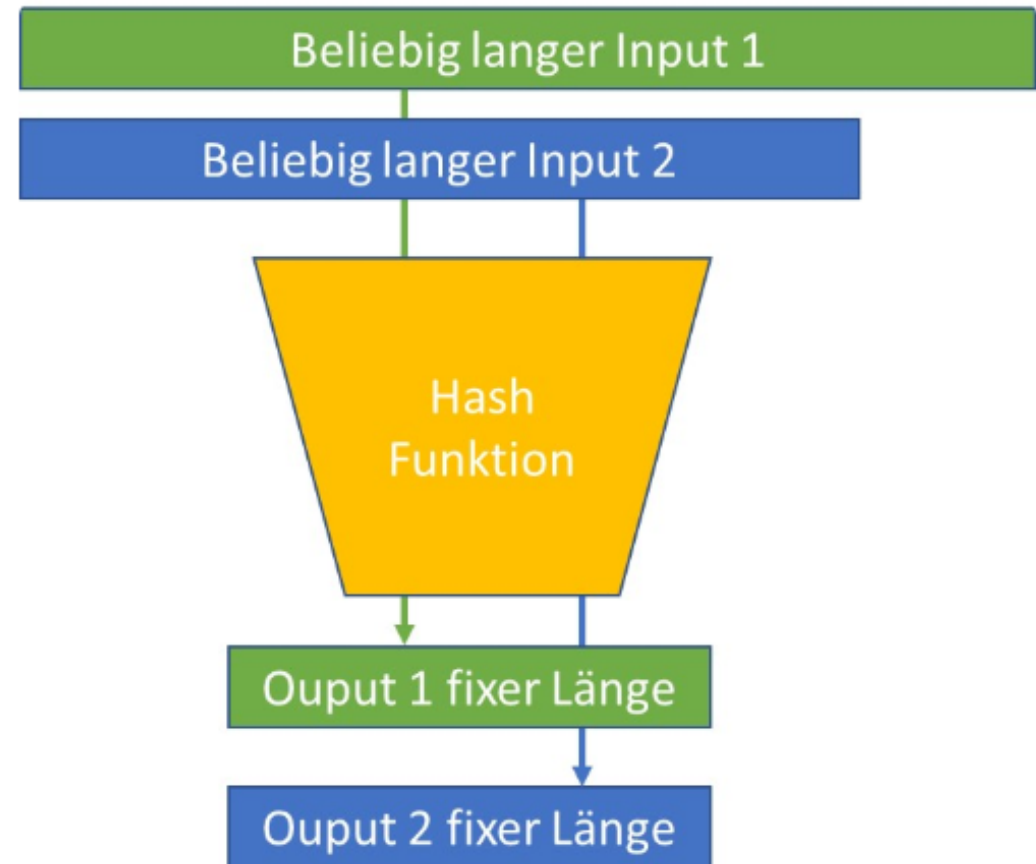 Beliebig langer Input 1
Beliebig langer Input 2
Hash
Funktion
Ouput 1 fixer Länge
Ouput 2 fixer Länge